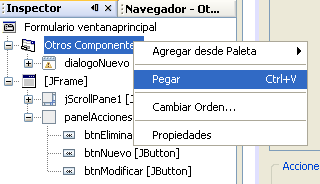 Inspector
Navegador - Ot...
Formulario ventanaprincipal
Otros Componente
Agregar desde Paleta
dialogoNuevo
Pegar Ctrl+V
[JFrame]
jScrollPane1 [J
Cambiar Orden...
panelAcciones
Propiedades
btnElimina
btnNuevo [JButton]
btnModificar [JButton]
Accione